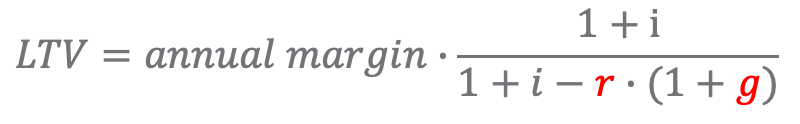 LTV = annual margin · 1 + i
1 + i − r · (1 + g)